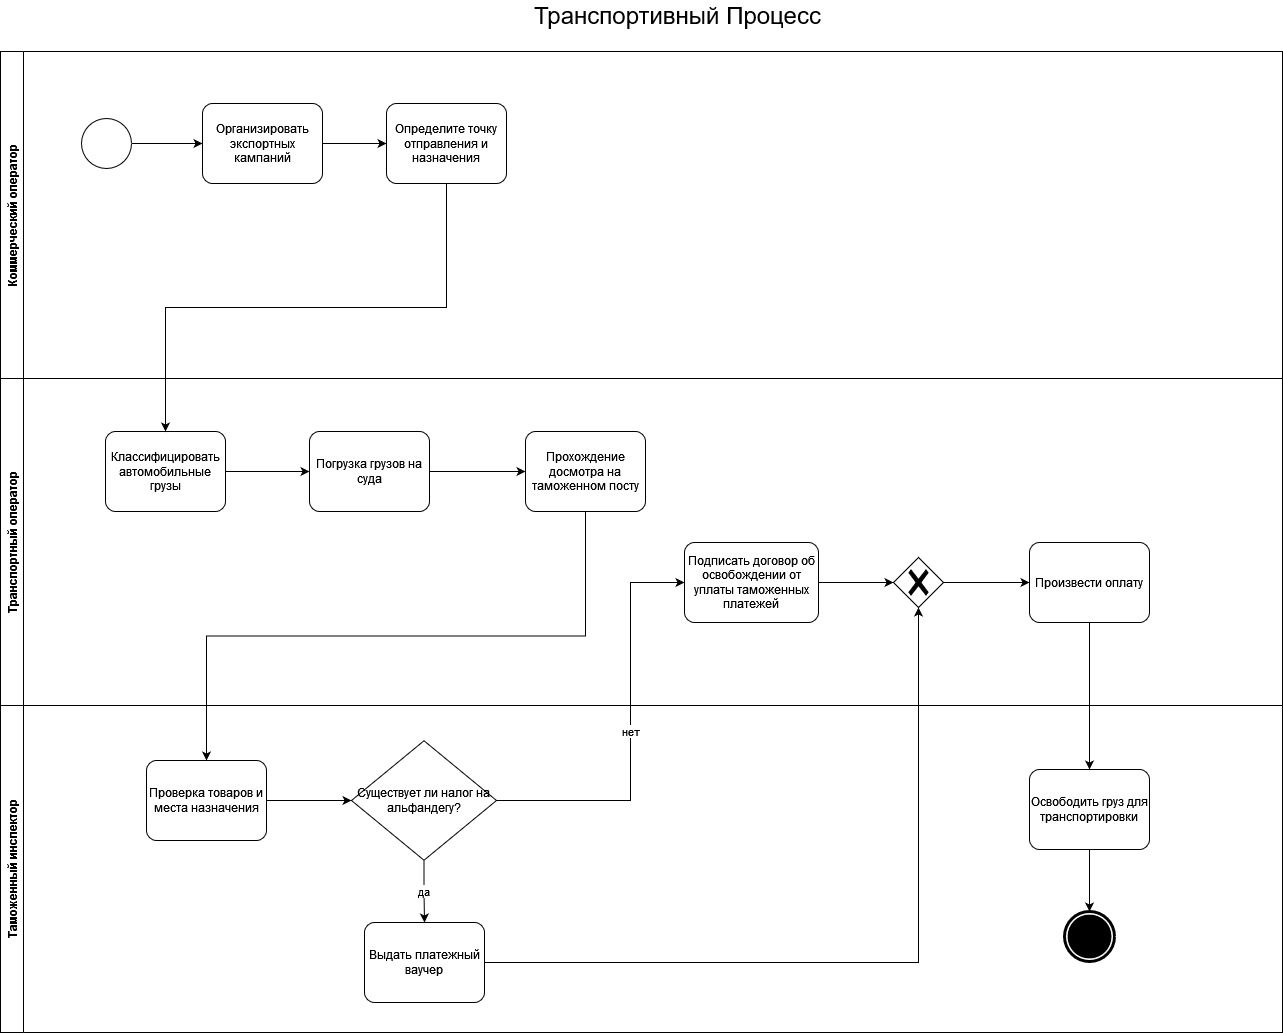 Транспортивный Процесс
Коммерческий оператор
Организировать
экспортных
кампаний
Определите точку
отправления и
назначения
Транспортный оператор
Классифицировать
автомобильные
грузы
Погрузка грузов на
суда
Прохождение
досмотра на
таможенном посту
Подписать договор об
освобождении от
уплаты таможенных
платежей
Произвести оплату
Таможенный инспектор
Проверка товаров и
места назначения
Существует ли налог на
альфандегу?
нет
да
Выдать платежный
ваучер
Освободить груз для
транспортировки